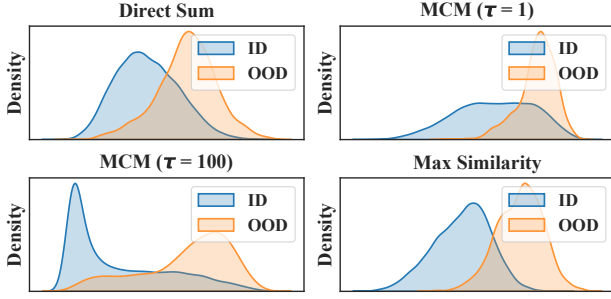 Direct Sum
Density
ID
OOD
MCM (τ = 1)
Density
ID
OOD
MCM (τ = 100)
Density
ID
OOD
Max Similarity
Density
ID
OOD